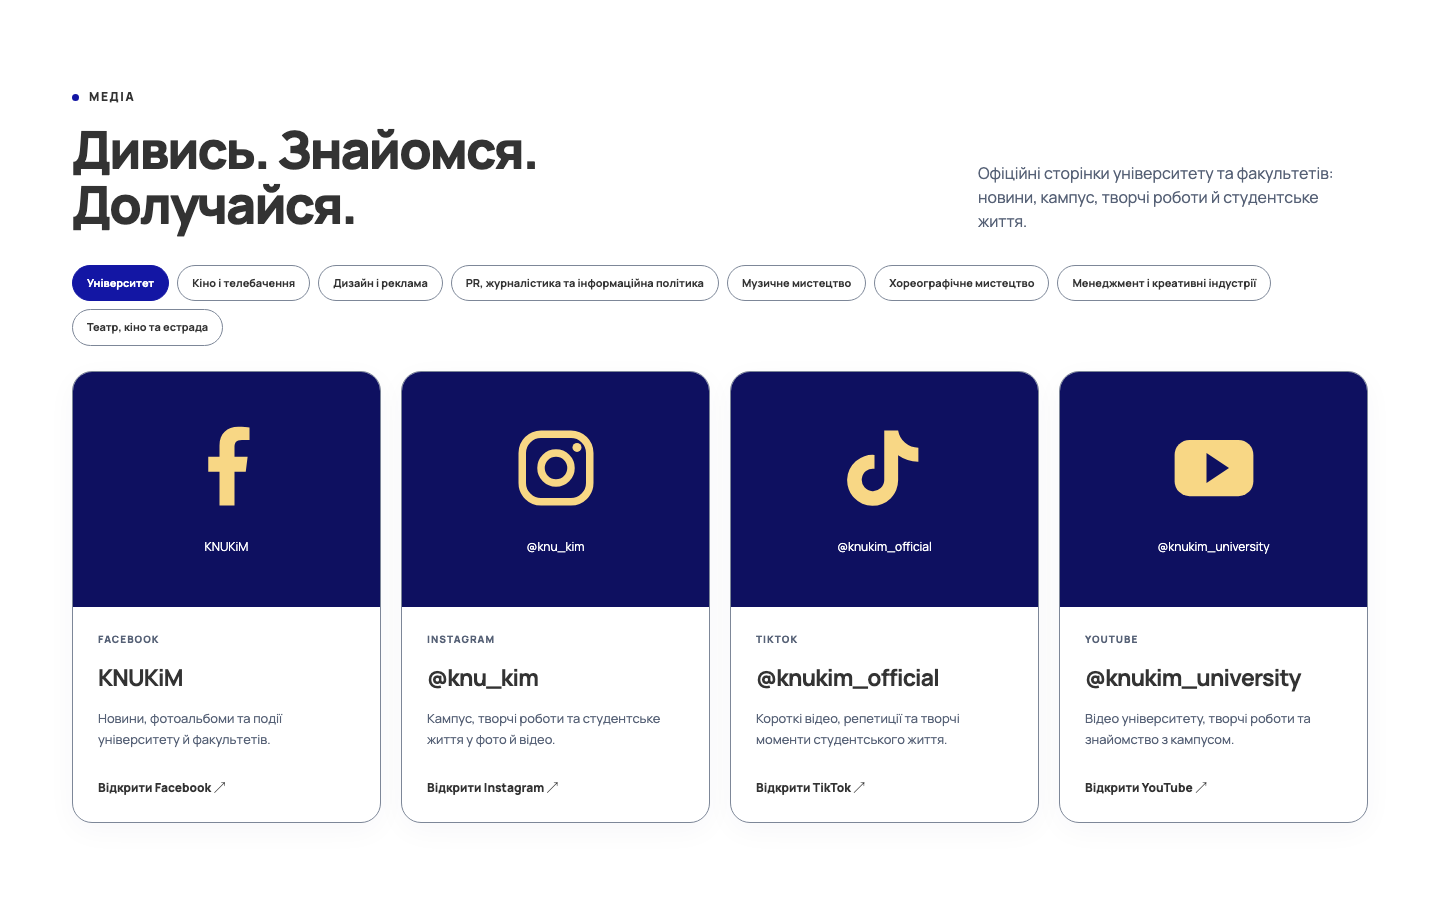 МЕДІА
Дивись. Знайомся.
Долучайся.
Офіційні сторінки університету та факультетів:
новини, кампус, творчі роботи й студентське
життя.
Університет
Кіно і телебачення
Дизайн і реклама
PR, журналістика та інформаційна політика
Музичне мистецтво
Хореографічне мистецтво
Менеджмент і креативні індустрії
Театр, кіно та естрада
KNUKiM
@knu_kim
@knukim_official
@knukim_university
FACEBOOK
KNUKiM
Новини, фотоальбоми та події
університету й факультетів.
Відкрити Facebook ↗
INSTAGRAM
@knu_kim
Кампус, творчі роботи та студентське
життя у фото й відео.
Відкрити Instagram ↗
TIKTOK
@knukim_official
Короткі відео, репетиції та творчі
моменти студентського життя.
Відкрити TikTok ↗
YOUTUBE
@knukim_university
Відео університету, творчі роботи та
знайомство з кампусом.
Відкрити YouTube ↗